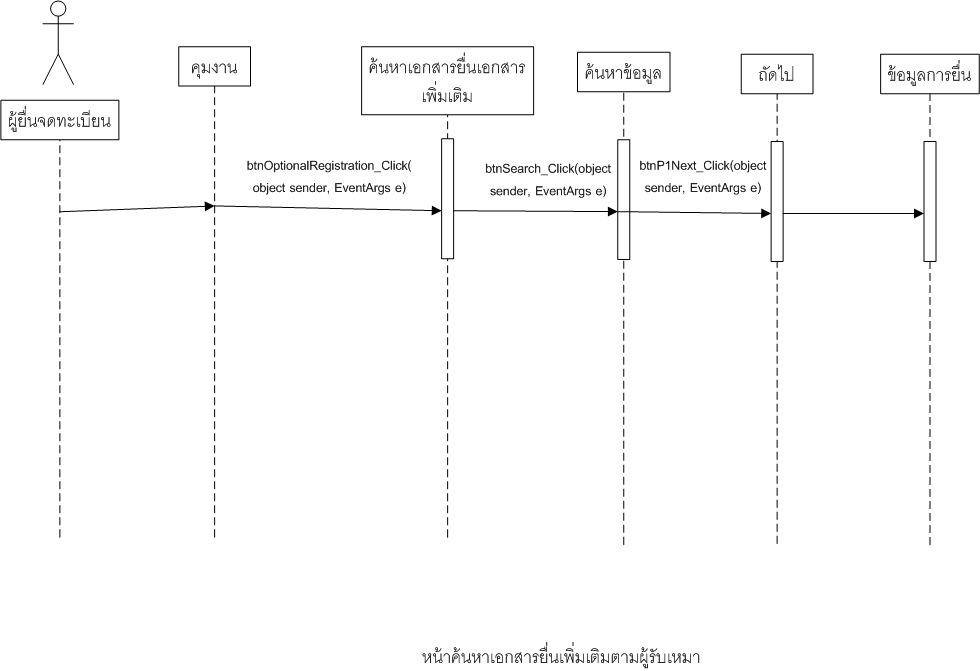 ผู้ยื่นจดทะเบียน
คุมงาน
ค้นหาเอกสารยื่นเอกสาร
เพิ่มเติม
ค้นหาข้อมูล
ถัดไป
ข้อมูลการยื่น
btnOptionalRegistration_Click(
object sender, EventArgs e)
btnSearch_Click(object
sender, EventArgs e)
btnP1Next_Click(object
sender, EventArgs e)
หน้าค้นหาเอกสารยื่นเพิ่มเติมตามผู้รับเหมา